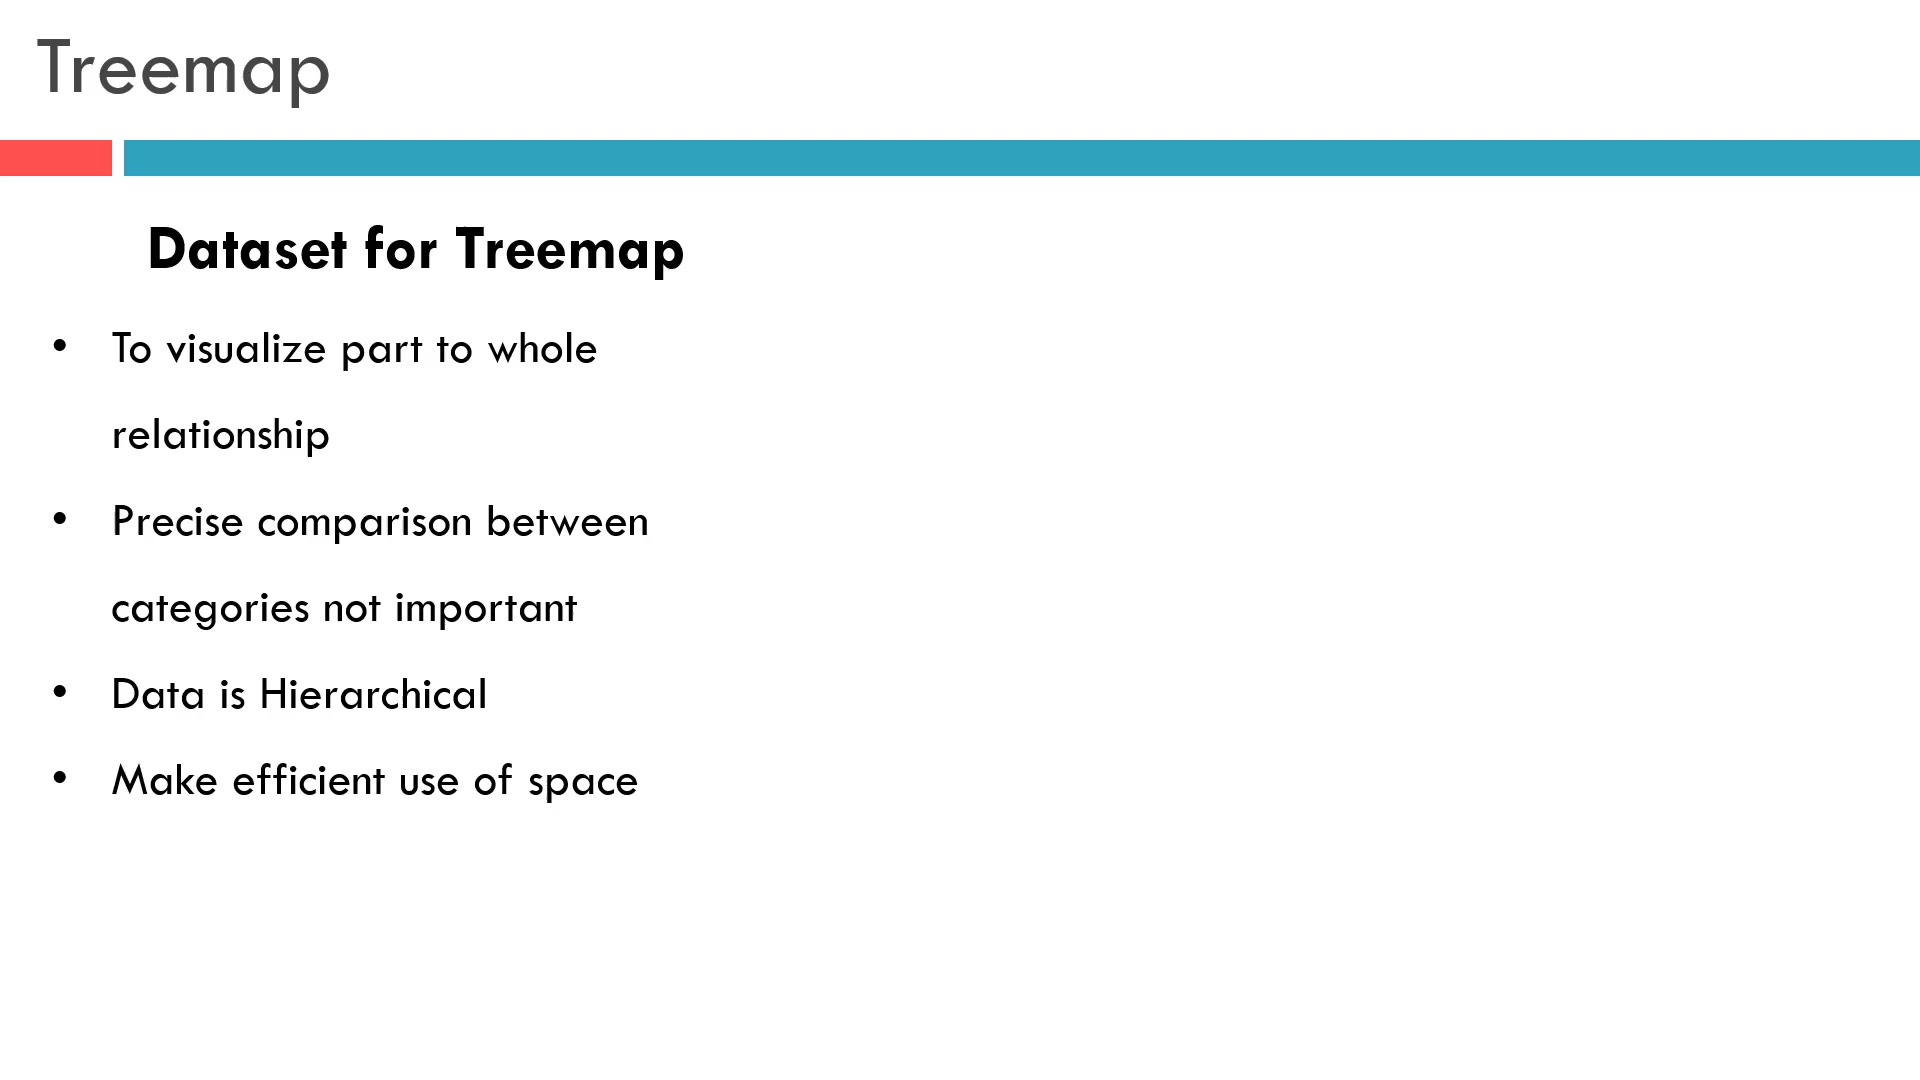 Treemap
Dataset for Treemap
• To visualize part to whole
relationship
• Precise comparison between
categories not important
• Data is Hierarchical
• Make efficient use of space